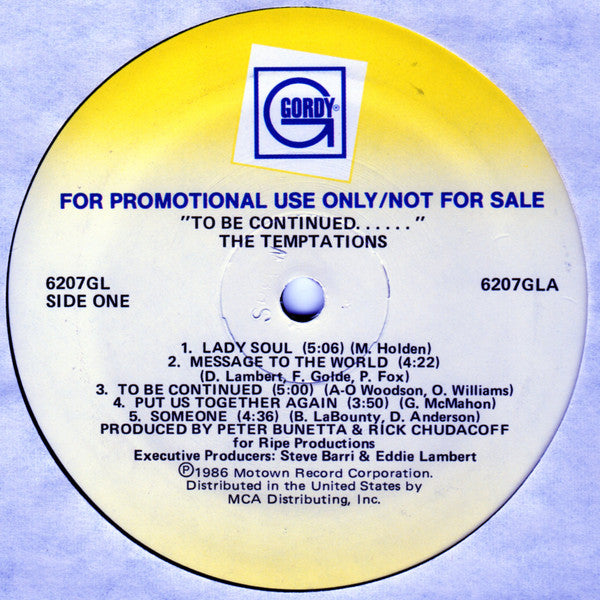 GORDY®
FOR PROMOTIONAL USE ONLY/NOT FOR SALE
"TO BE CONTINUED......"
THE TEMPTATIONS
6207GL
SIDE ONE
6207GLA
1. LADY SOUL (5:06) (M. Holden)
2. MESSAGE TO THE WORLD (4:22)
(D. Lambert, F. Golde, P. Fox)
3. TO BE CONTINUED (5:00) (A-O Woodson, O. Williams)
4. PUT US TOGETHER AGAIN (3:50) (G. McMahon)
5. SOMEONE (4:36) (B. LaBounty, D. Anderson)
PRODUCED BY PETER BUNETTA & RICK CHUDACOFF
for Ripe Productions
Executive Producers: Steve Barri & Eddie Lambert
℗1986 Motown Record Corporation.
Distributed in the United States by
MCA Distributing, Inc.